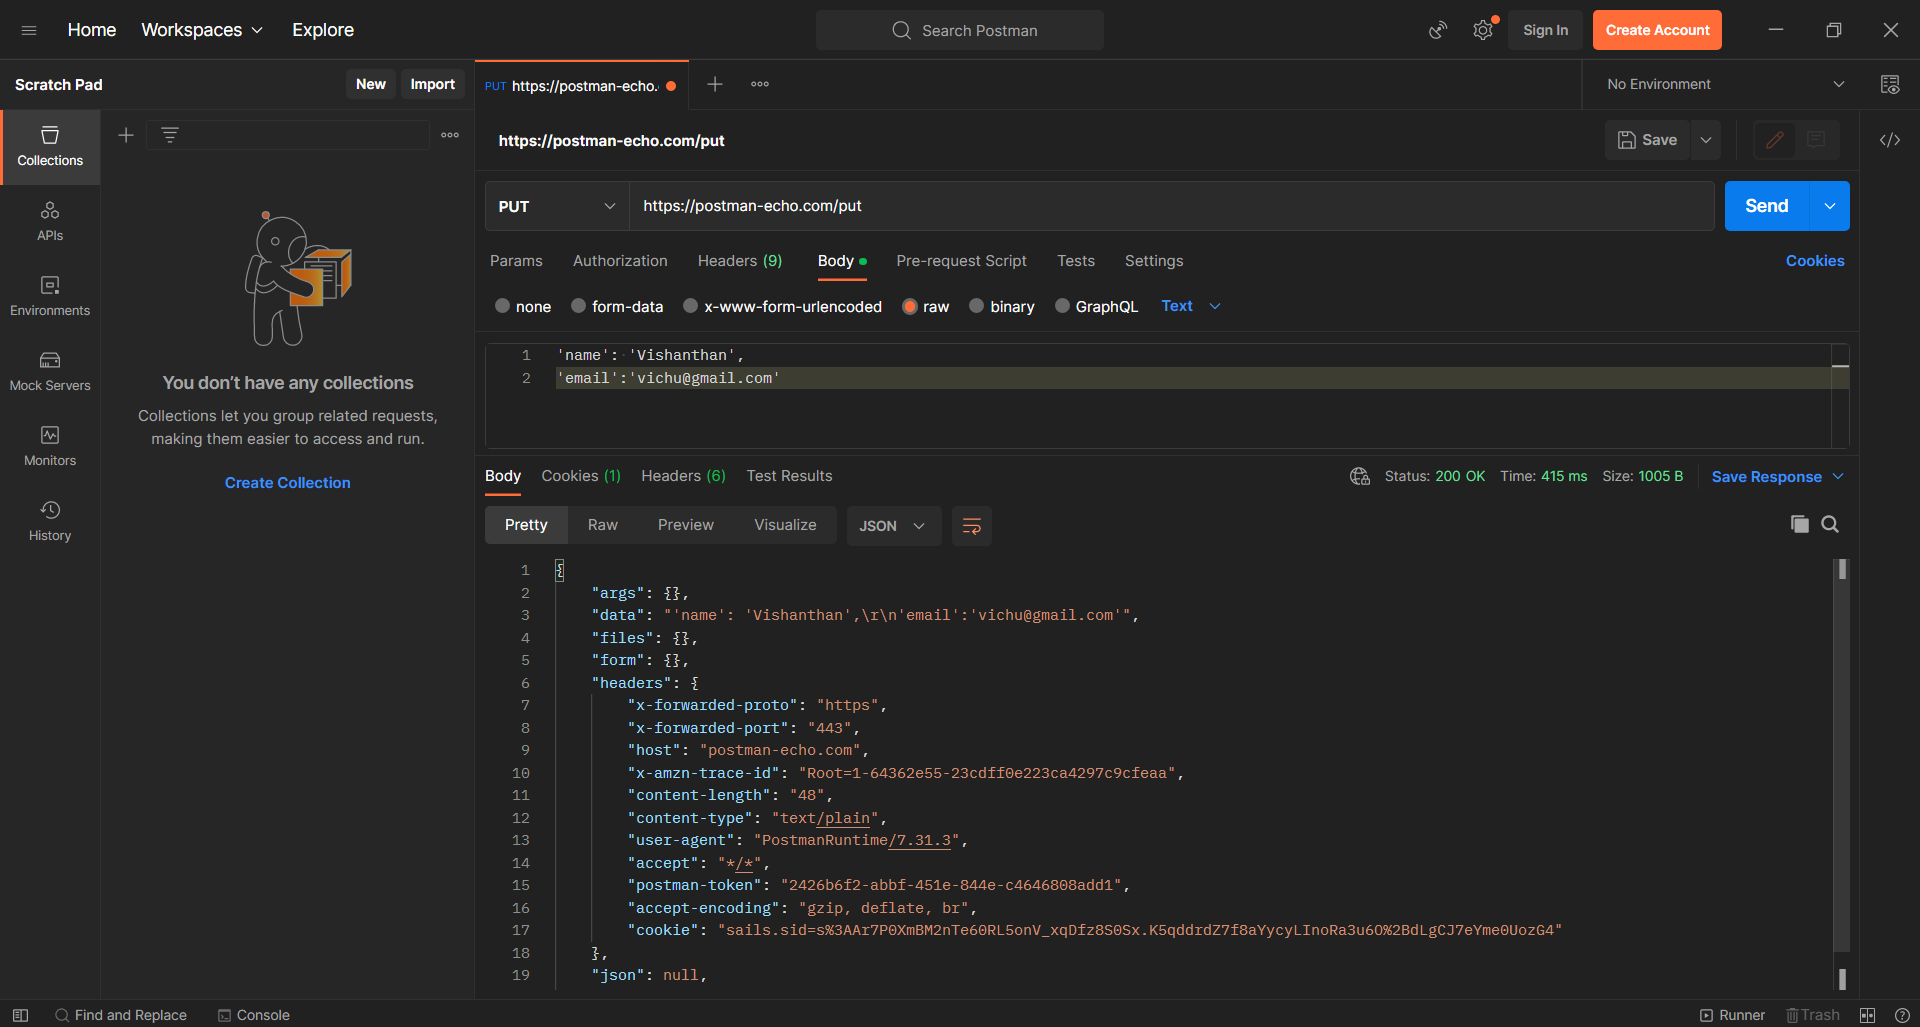 Home Workspaces Explore Search Postman Sign In Create Account
Scratch Pad New Import PUT https://postman-echo. No Environment
Collections
APIs
Environments
Mock Servers
Monitors
History
You don’t have any collections
Collections let you group related requests,
making them easier to access and run.
Create Collection
https://postman-echo.com/put Save
PUT https://postman-echo.com/put Send
Params Authorization Headers (9) Body Pre-request Script Tests Settings Cookies
none form-data x-www-form-urlencoded raw binary GraphQL Text
1 'name': 'Vishanthan',
2 'email':'vichu@gmail.com'
Body Cookies (1) Headers (6) Test Results Status: 200 OK Time: 415 ms Size: 1005 B Save Response
Pretty Raw Preview Visualize JSON
1 {
2 "args": {},
3 "data": "'name': 'Vishanthan',\r\n'email':'vichu@gmail.com'",
4 "files": {},
5 "form": {},
6 "headers": {
7 "x-forwarded-proto": "https",
8 "x-forwarded-port": "443",
9 "host": "postman-echo.com",
10 "x-amzn-trace-id": "Root=1-64362e55-23cdff0e223ca4297c9cfeaa",
11 "content-length": "48",
12 "content-type": "text/plain",
13 "user-agent": "PostmanRuntime/7.31.3",
14 "accept": "*/*",
15 "postman-token": "2426b6f2-abbf-451e-844e-c4646808add1",
16 "accept-encoding": "gzip, deflate, br",
17 "cookie": "sails.sid=s%3AAr7P0XmBM2nTe60RL5onV_xqDfz8S0Sx.K5qddrdZ7f8aYycyLInoRa3u6O%2BdLgCJ7eYme0UozG4"
18 },
19 "json": null,
Find and Replace Console Runner Trash